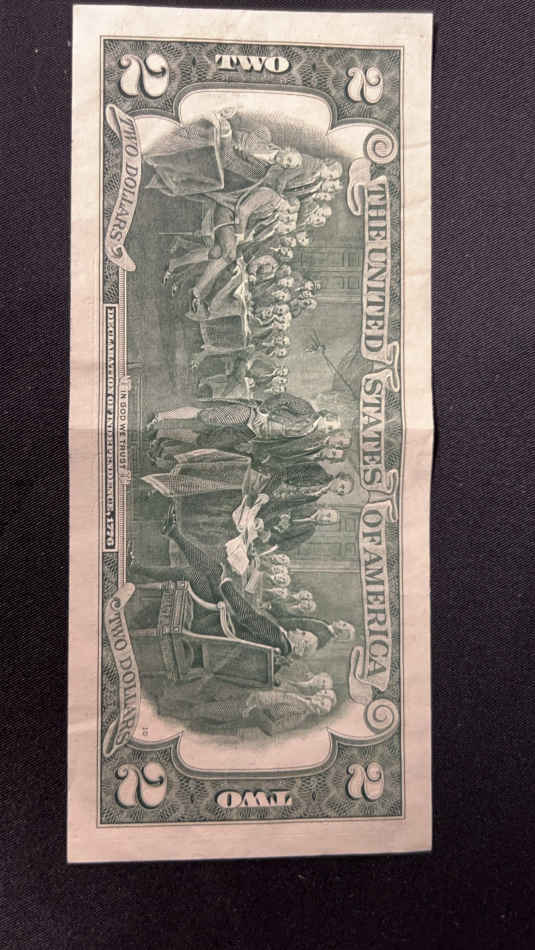 THE UNITED STATES OF AMERICA
2
2
TWO
TWO
2
2
TWO DOLLARS
IN GOD WE TRUST
TWO DOLLARS
DECLARATION OF INDEPENDENCE, 1776
10